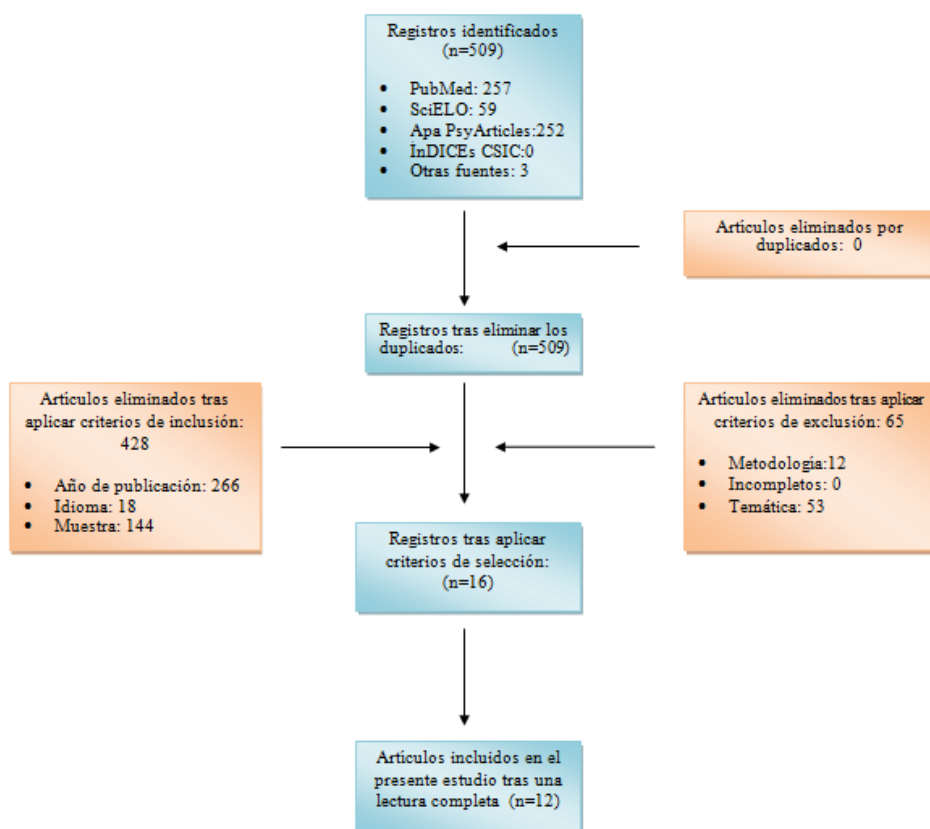 Registros identificados
(n=509)
• PubMed: 257
• SciELO: 59
• Apa PsyArticles:252
• ÍnDICEs CSIC:0
• Otras fuentes: 3
Artículos eliminados por
duplicados: 0
Registros tras eliminar los
duplicados: (n=509)
Artículos eliminados tras
aplicar criterios de inclusión:
428
• Año de publicación: 266
• Idioma: 18
• Muestra: 144
Artículos eliminados tras aplicar
criterios de exclusión: 65
• Metodología:12
• Incompletos: 0
• Temática: 53
Registros tras aplicar
criterios de selección:
(n=16)
Artículos incluidos en el
presente estudio tras una
lectura completa (n=12)